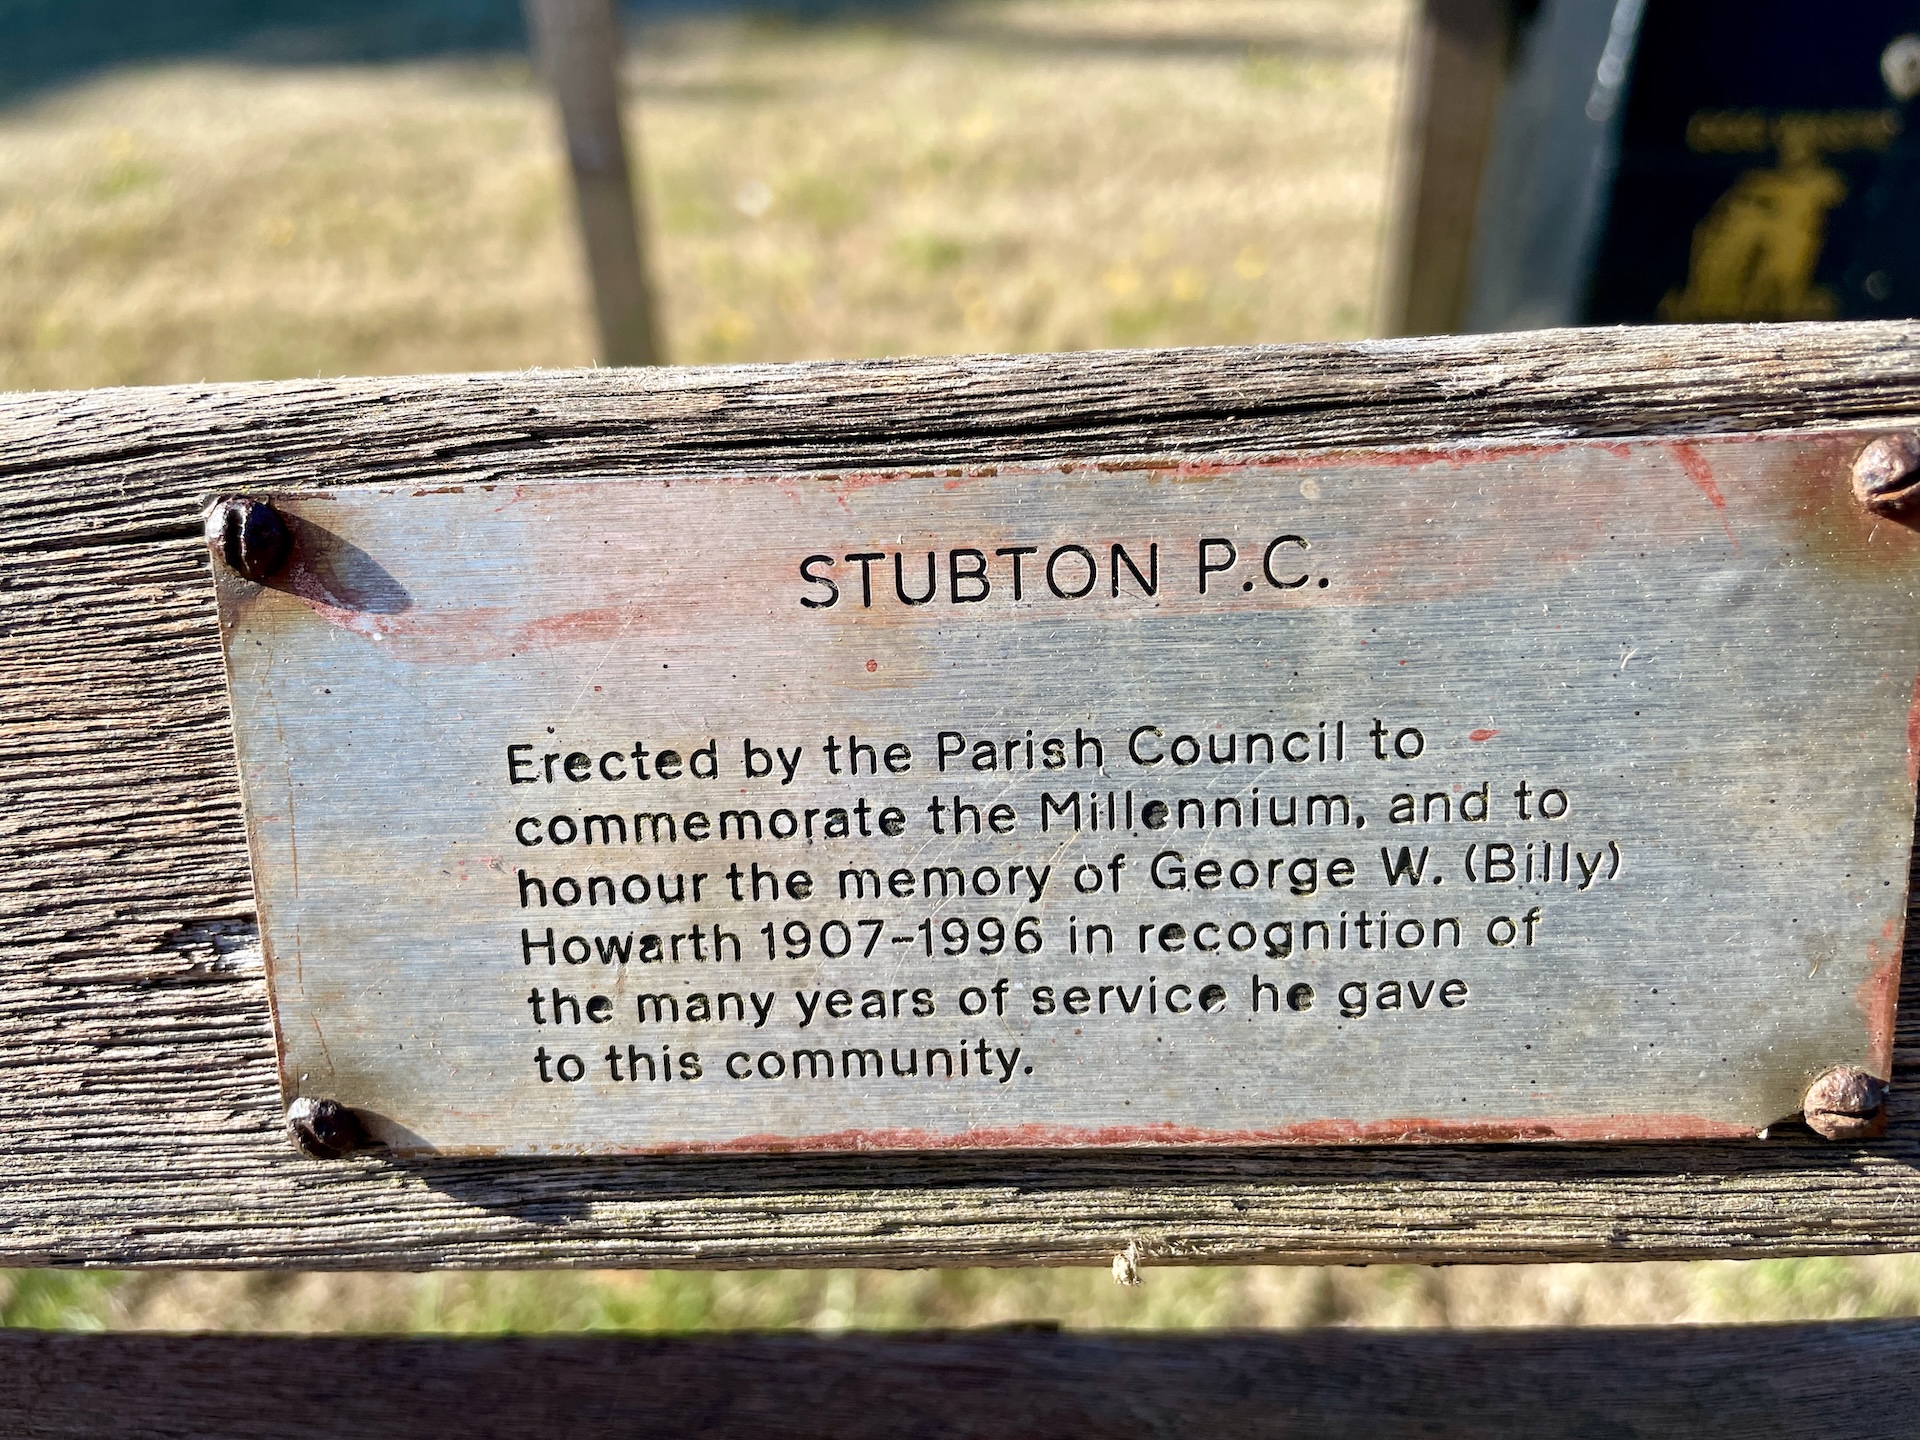 STUBTON P.C.
Erected by the Parish Council to
commemorate the Millennium, and to
honour the memory of George W. (Billy)
Howarth 1907-1996 in recognition of
the many years of service he gave
to this community.